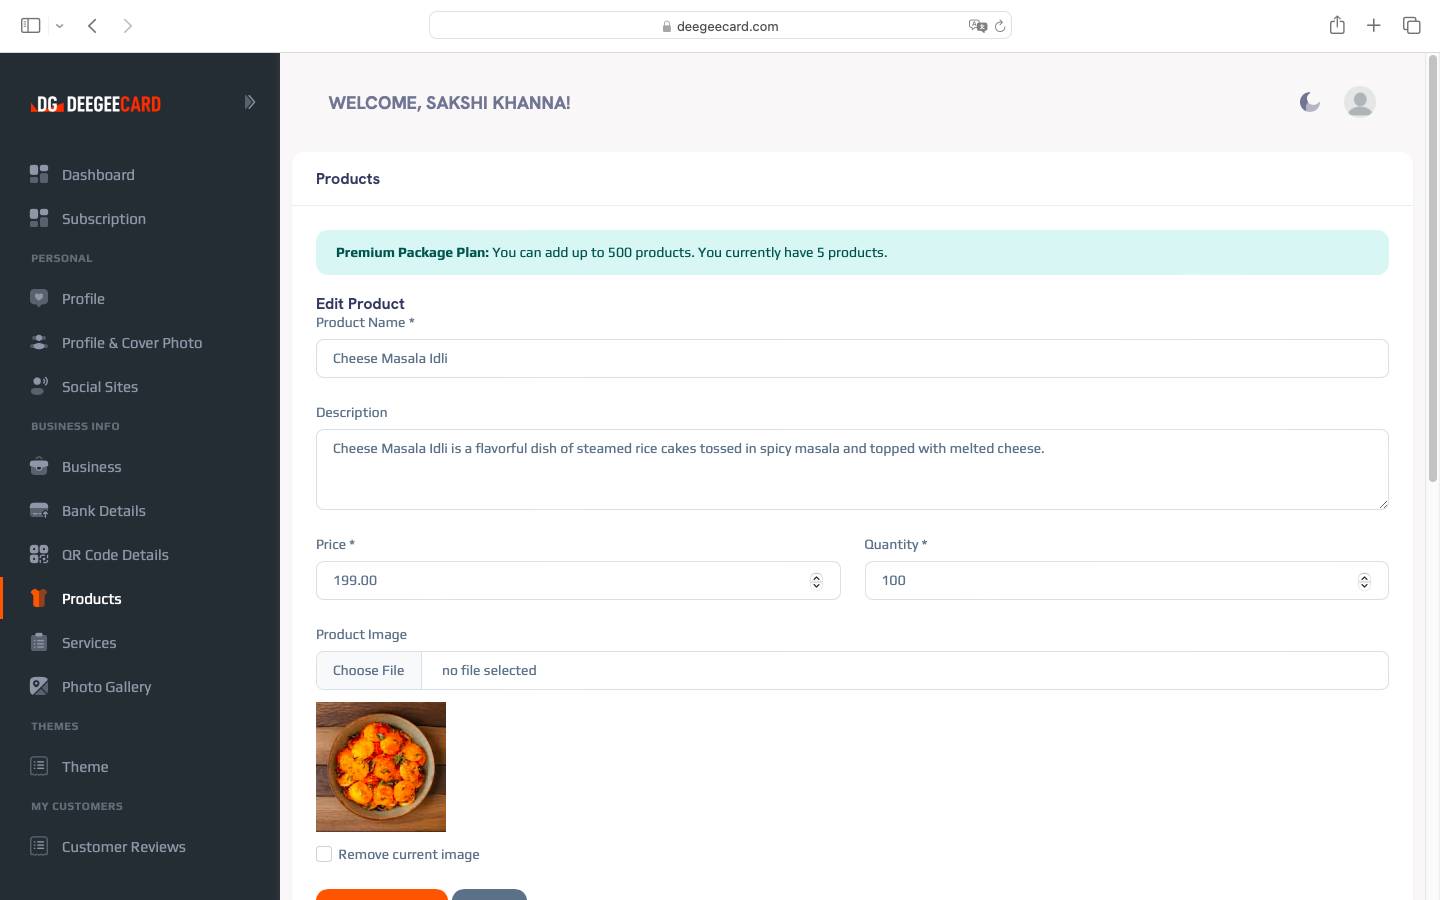 deegeecard.com
DG DEEGEECARD
WELCOME, SAKSHI KHANNA!
Dashboard
Subscription
PERSONAL
Profile
Profile & Cover Photo
Social Sites
BUSINESS INFO
Business
Bank Details
QR Code Details
Products
Services
Photo Gallery
THEMES
Theme
MY CUSTOMERS
Customer Reviews
Products
Premium Package Plan: You can add up to 500 products. You currently have 5 products.
Edit Product
Product Name *
Cheese Masala Idli
Description
Cheese Masala Idli is a flavorful dish of steamed rice cakes tossed in spicy masala and topped with melted cheese.
Price *
Quantity *
199.00
100
Product Image
Choose File no file selected
Remove current image